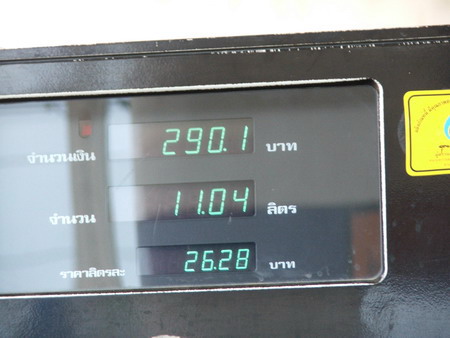 จำนวนเงิน 290.1 บาท
จำนวน 11.04 ลิตร
ราคาลิตรละ 26.28 บาท